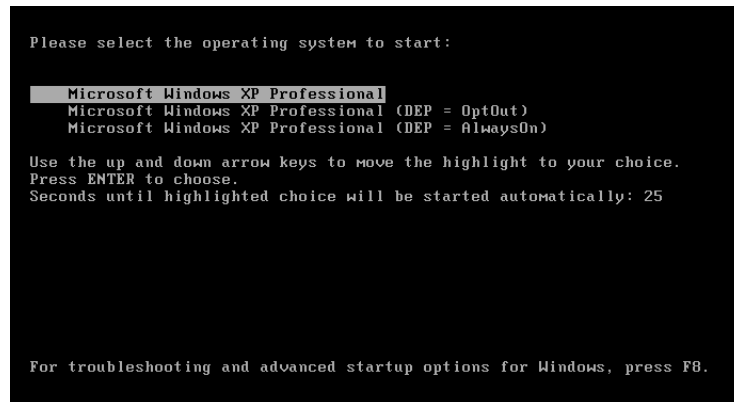 Please select the operating system to start:
Microsoft Windows XP Professional
Microsoft Windows XP Professional (DEP = OptOut)
Microsoft Windows XP Professional (DEP = AlwaysOn)
Use the up and down arrow keys to move the highlight to your choice.
Press ENTER to choose.
Seconds until highlighted choice will be started automatically: 25
For troubleshooting and advanced startup options for Windows, press F8.